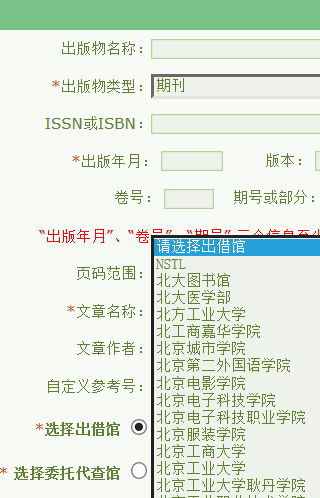 出版物名称：
*出版物类型：期刊
ISSN或ISBN：
*出版年月： 版本：
卷号： 期号或部分：
“出版年月”、“卷号”、“期号”三个信息至少
请选择出借馆
NSTL
页码范围：
北大图书馆
北大医学部
*文章名称：
北方工业大学
北工商嘉华学院
文章作者：
北京城市学院
北京第二外国语学院
自定义参考号：
北京电影学院
北京电子科技学院
北京电子科技职业学院
*选择出借馆
北京服装学院
北京工商大学
北京工业大学
* 选择委托代查馆
北京工业大学耿丹学院